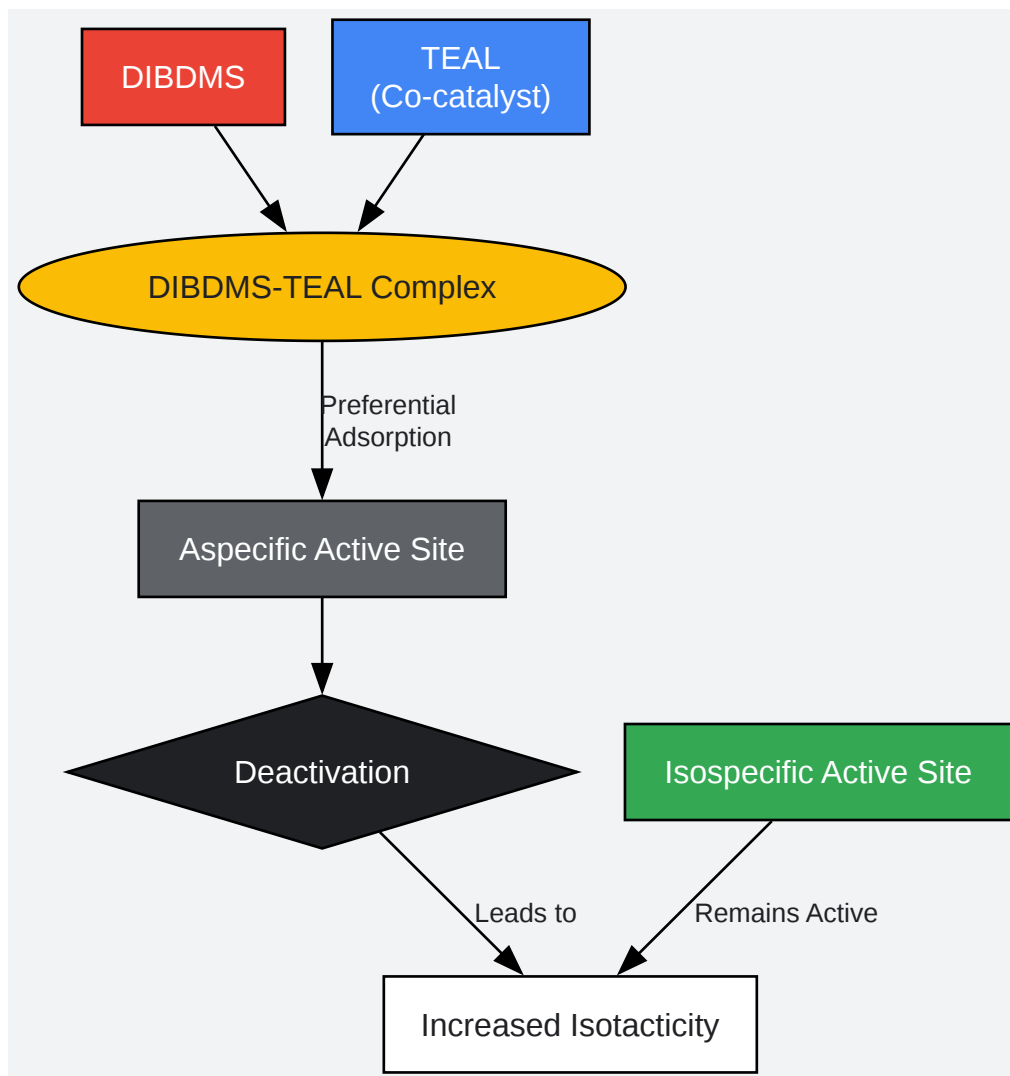 DIBDMS
TEAL
(Co-catalyst)
DIBDMS-TEAL Complex
Preferential
Adsorption
Aspecific Active Site
Deactivation
Isospecific Active Site
Leads to
Remains Active
Increased Isotacticity